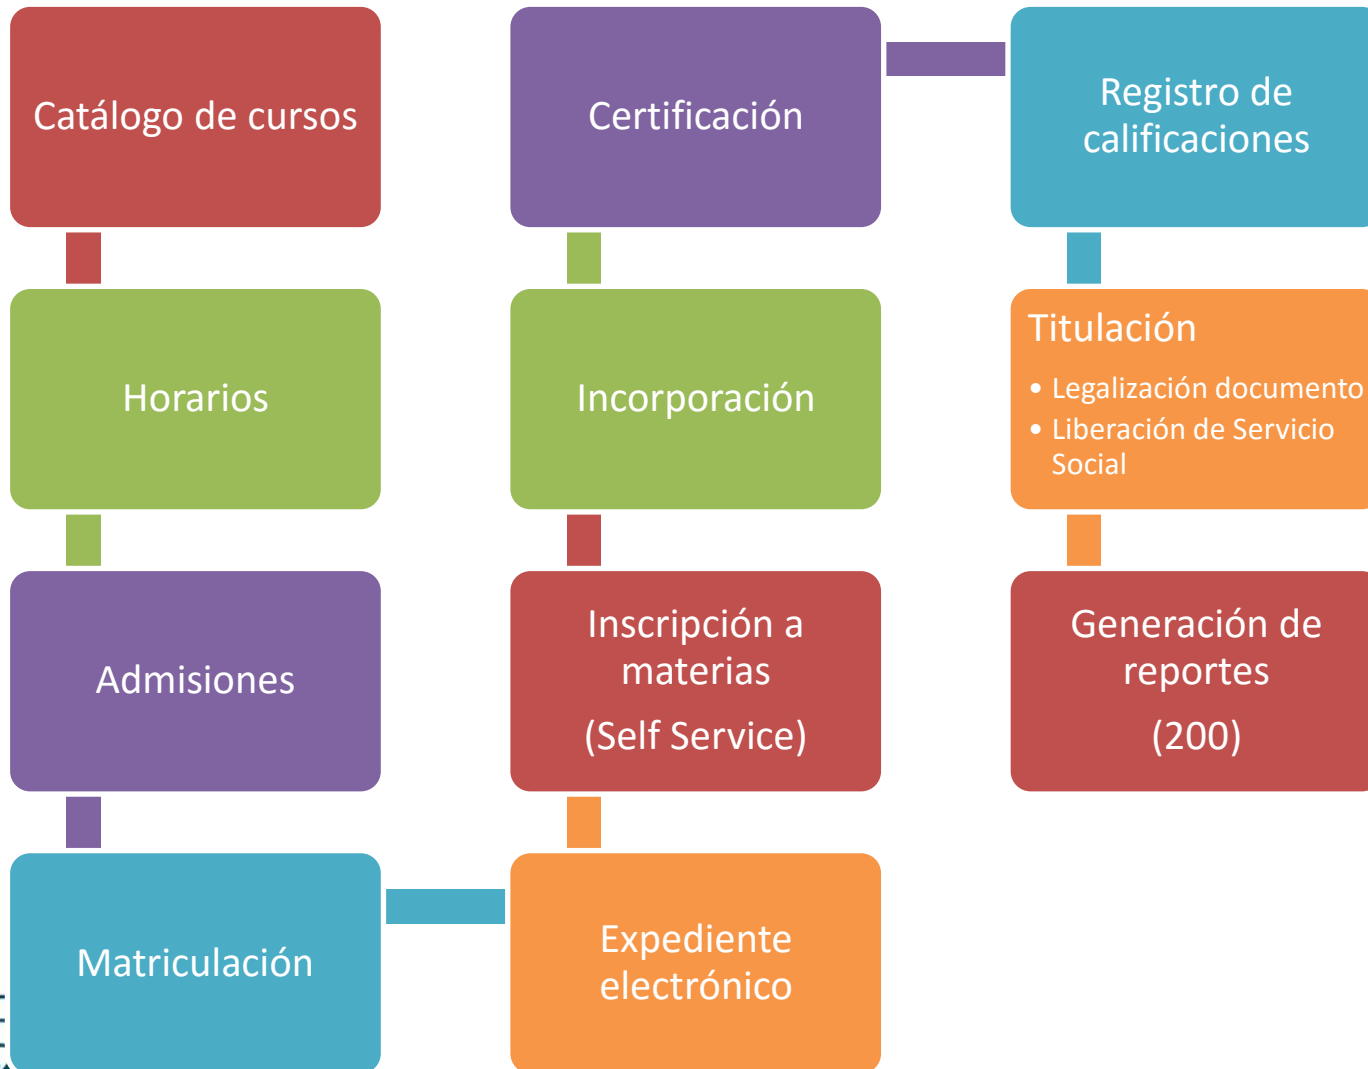 Catálogo de cursos
Horarios
Admisiones
Matriculación
Expediente
electrónico
Inscripción a
materias
(Self Service)
Incorporación
Certificación
Registro de
calificaciones
Titulación
• Legalización documento
• Liberación de Servicio
Social
Generación de
reportes
(200)